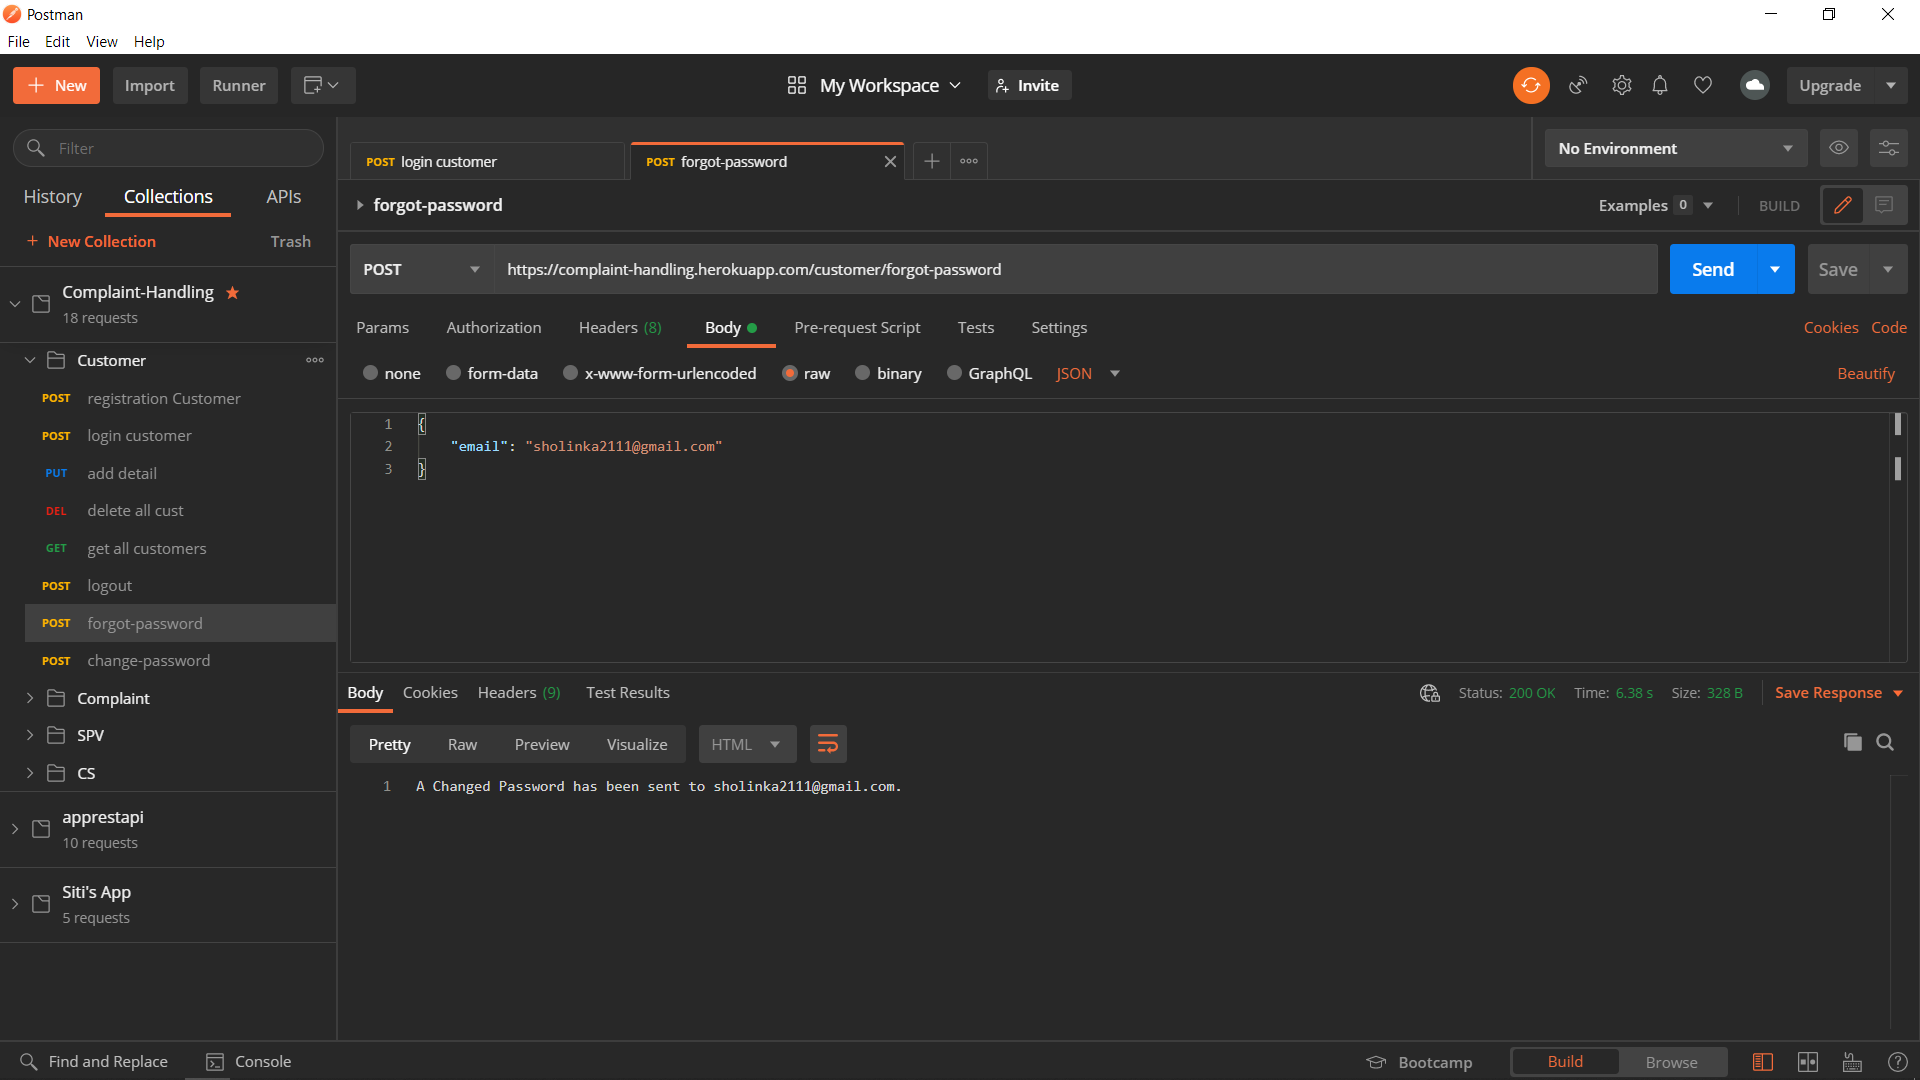 Postman
File Edit View Help
New Import Runner My Workspace Invite Upgrade
Filter
History Collections APIs
+ New Collection Trash
Complaint-Handling
18 requests
Customer
POST registration Customer
POST login customer
PUT add detail
DEL delete all cust
GET get all customers
POST logout
POST forgot-password
POST change-password
Complaint
SPV
CS
apprestapi
10 requests
Siti's App
5 requests
POST login customer POST forgot-password No Environment
forgot-password Examples 0 BUILD
POST https://complaint-handling.herokuapp.com/customer/forgot-password Send Save
Params Authorization Headers (8) Body Pre-request Script Tests Settings Cookies Code
none form-data x-www-form-urlencoded raw binary GraphQL JSON Beautify
1 {
2 "email": "sholinka2111@gmail.com"
3 }
Body Cookies Headers (9) Test Results Status: 200 OK Time: 6.38 s Size: 328 B Save Response
Pretty Raw Preview Visualize HTML
1 A Changed Password has been sent to sholinka2111@gmail.com.
Find and Replace Console Bootcamp Build Browse